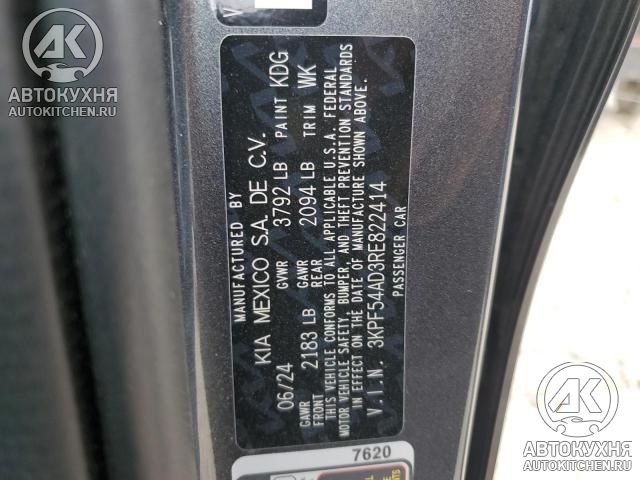 AK
АВТОКУХНЯ
AUTOKITCHEN.RU
V
MANUFACTURED BY
KIA MEXICO S.A. DE C.V.
06/24 GVWR 3792 LB PAINT KDG
GAWR FRONT 2183 LB GAWR REAR 2094 LB TRIM WK
THIS VEHICLE CONFORMS TO ALL APPLICABLE U.S.A. FEDERAL
MOTOR VEHICLE SAFETY, BUMPER, AND THEFT PREVENTION STANDARDS
IN EFFECT ON THE DATE OF MANUFACTURE SHOWN ABOVE.
V.I.N. 3KPF54AD3RE822414
PASSENGER CAR
7620
AK
АВТОКУХНЯ
AUTOKITCHEN.RU